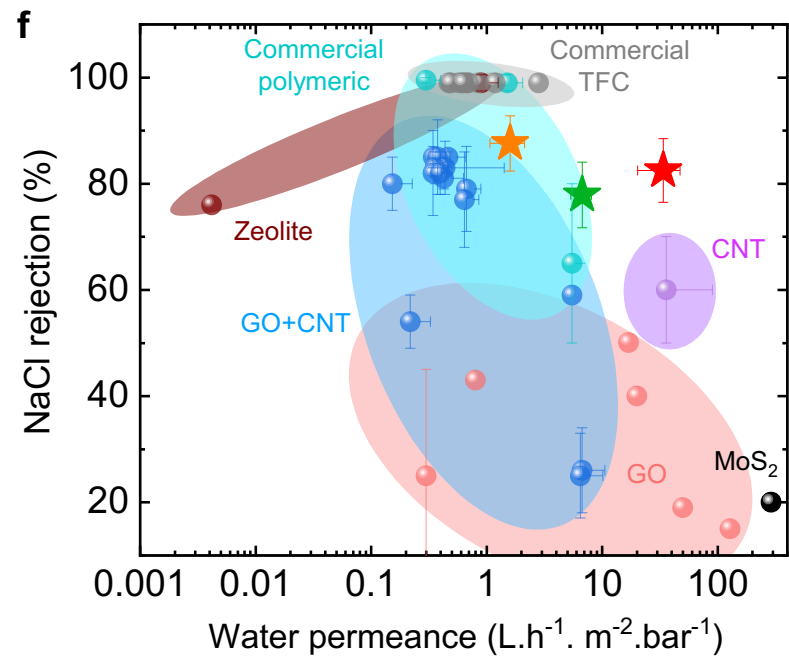 f
Commercial
polymeric
Commercial
TFC
Zeolite
CNT
GO+CNT
GO
MoS₂
NaCl rejection (%)
100
80
60
40
20
0.001 0.01 0.1 1 10 100
Water permeance (L.h⁻¹. m⁻².bar⁻¹)